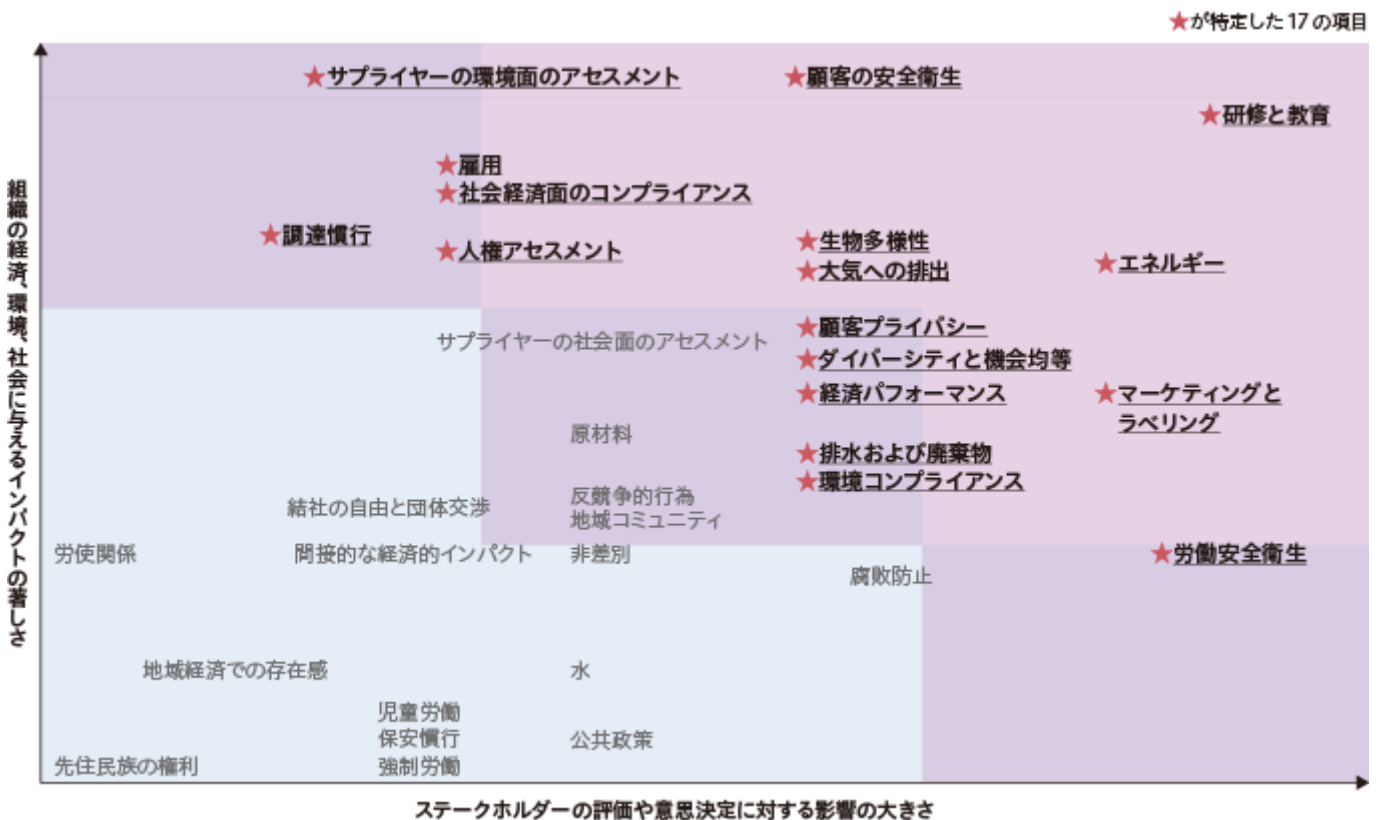 ★が特定した17の項目
★サプライヤーの環境面のアセスメント
★顧客の安全衛生
★研修と教育
★雇用
★社会経済面のコンプライアンス
★調達慣行
★人権アセスメント
★生物多様性
★大気への排出
★エネルギー
サプライヤーの社会面のアセスメント
★顧客プライバシー
★ダイバーシティと機会均等
★経済パフォーマンス
★マーケティングと
ラベリング
原材料
★排水および廃棄物
★環境コンプライアンス
結社の自由と団体交渉
反競争的行為
地域コミュニティ
労使関係
間接的な経済的インパクト
非差別
腐敗防止
★労働安全衛生
地域経済での存在感
水
児童労働
保安慣行
公共政策
先住民族の権利
強制労働
組織の経済、環境、社会に与えるインパクトの著しさ
ステークホルダーの評価や意思決定に対する影響の大きさ